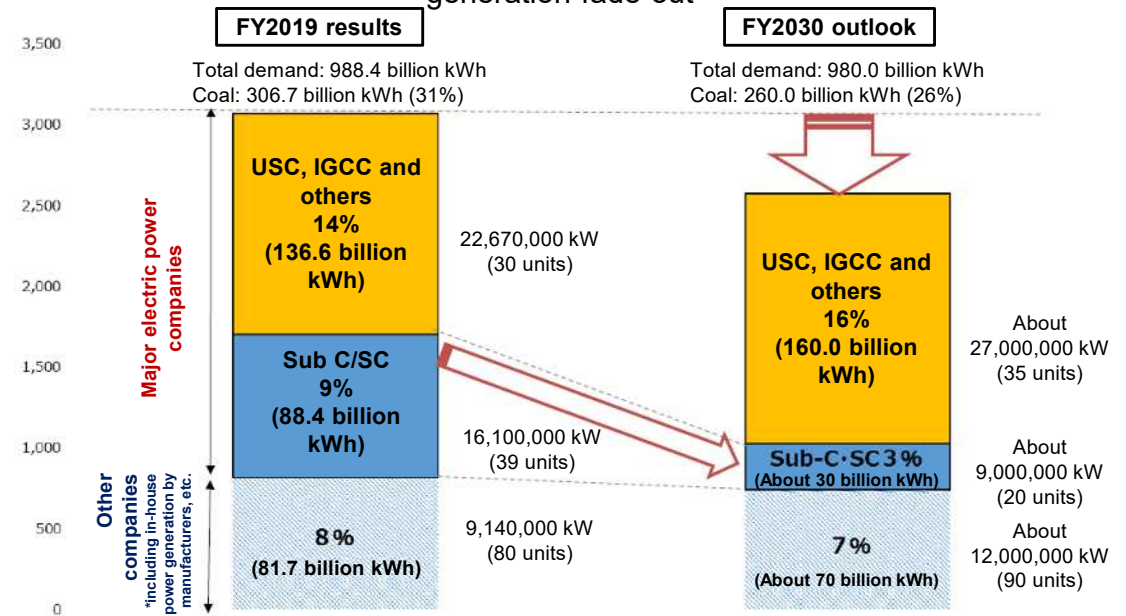 generation fade-out
FY2019 results
FY2030 outlook
Total demand: 988.4 billion kWh
Coal: 306.7 billion kWh (31%)
Total demand: 980.0 billion kWh
Coal: 260.0 billion kWh (26%)
3,500
3,000
2,500
2,000
1,500
1,000
500
0
Major electric power
companies
Other
companies
*including in-house
power generation by
manufacturers, etc.
USC, IGCC and
others
14%
(136.6 billion
kWh)
22,670,000 kW
(30 units)
Sub C/SC
9%
(88.4 billion
kWh)
16,100,000 kW
(39 units)
8%
(81.7 billion kWh)
9,140,000 kW
(80 units)
USC, IGCC and
others
16%
(160.0 billion
kWh)
About
27,000,000 kW
(35 units)
Sub-C・SC3%
(About 30 billion kWh)
About
9,000,000 kW
(20 units)
7%
(About 70 billion kWh)
About
12,000,000 kW
(90 units)